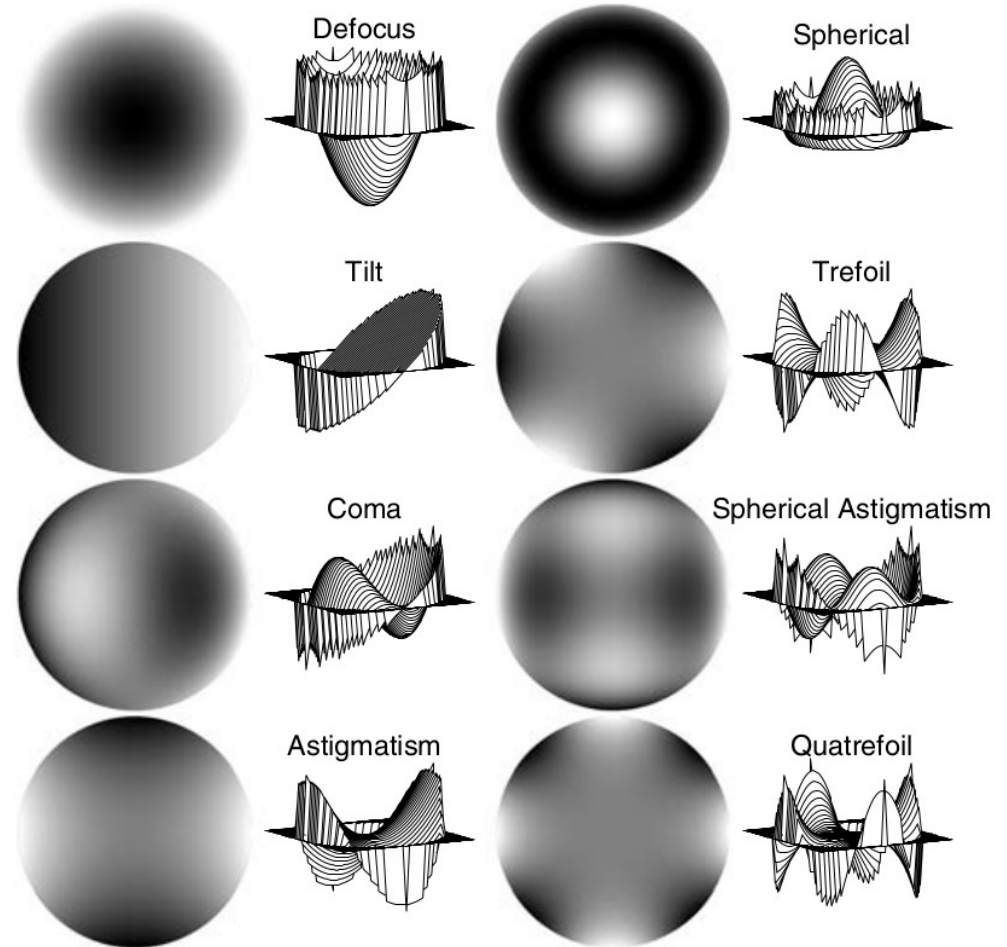 Defocus
Spherical
Tilt
Trefoil
Coma
Spherical Astigmatism
Astigmatism
Quatrefoil